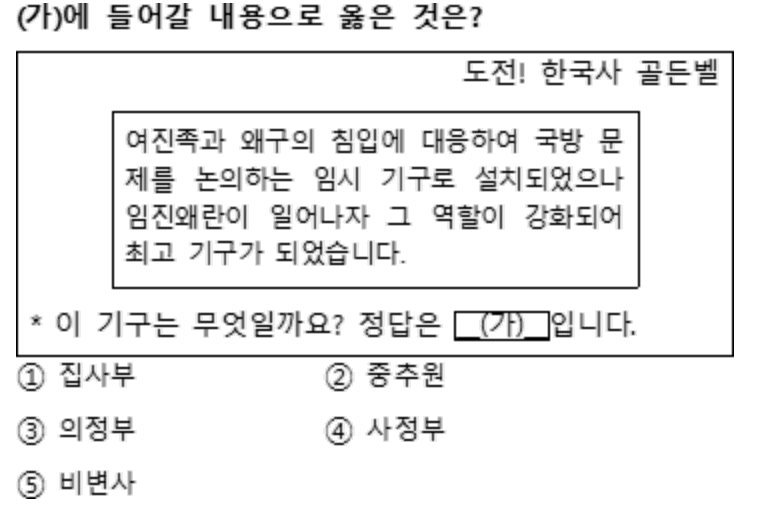 (가)에 들어갈 내용으로 옳은 것은?
도전! 한국사 골든벨
여진족과 왜구의 침입에 대응하여 국방 문
제를 논의하는 임시 기구로 설치되었으나
임진왜란이 일어나자 그 역할이 강화되어
최고 기구가 되었습니다.
* 이 기구는 무엇일까요? 정답은 (가) 입니다.
① 집사부 ② 중추원
③ 의정부 ④ 사정부
⑤ 비변사